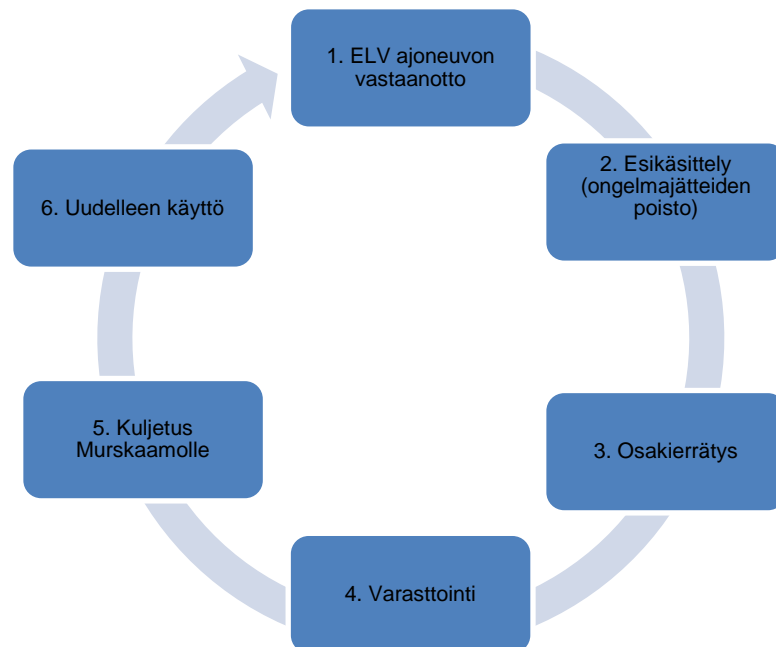 1. ELV ajoneuvon
vastaanotto
2. Esikäsittely
(ongelmajätteiden
poisto)
3. Osakierrätys
4. Varasttointi
5. Kuljetus
Murskaamolle
6. Uudelleen käyttö